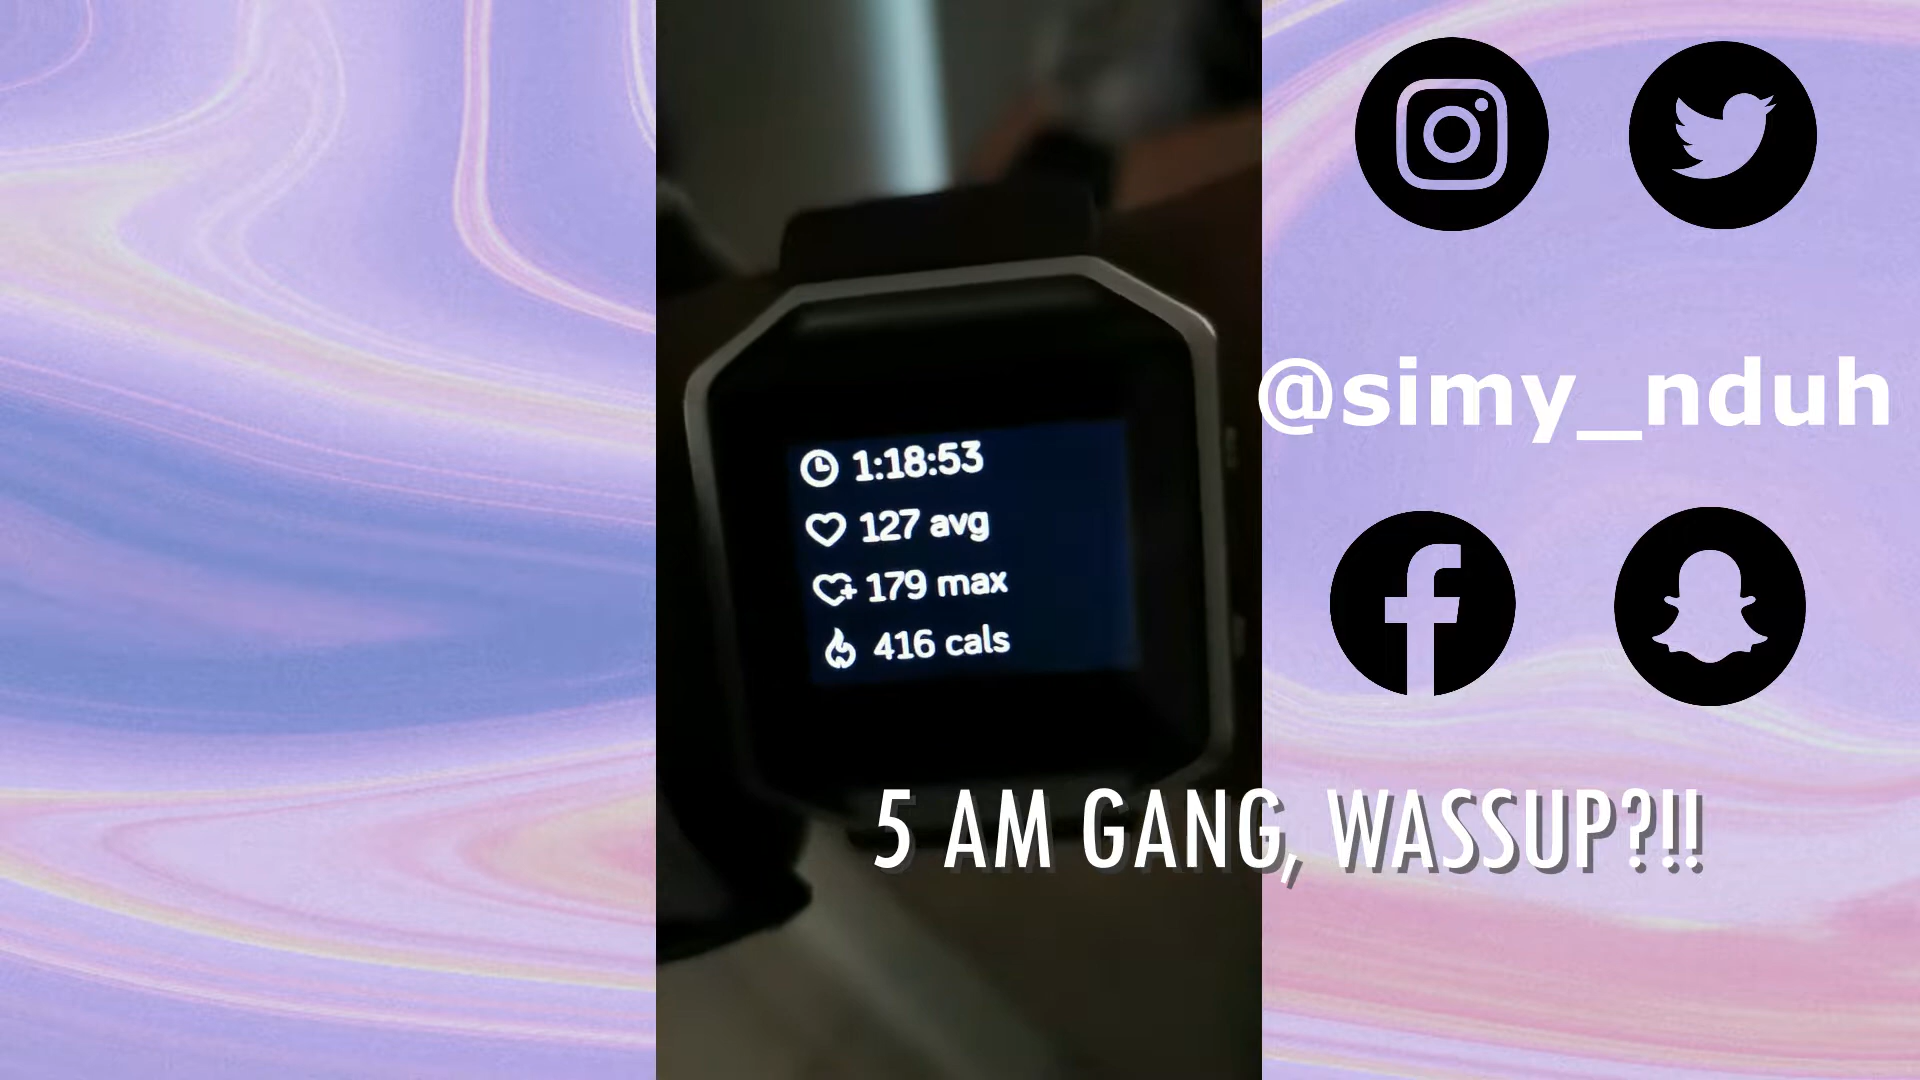 1:18:53
127 avg
179 max
416 cals
@simy_nduh
5 AM GANG, WASSUP?!!